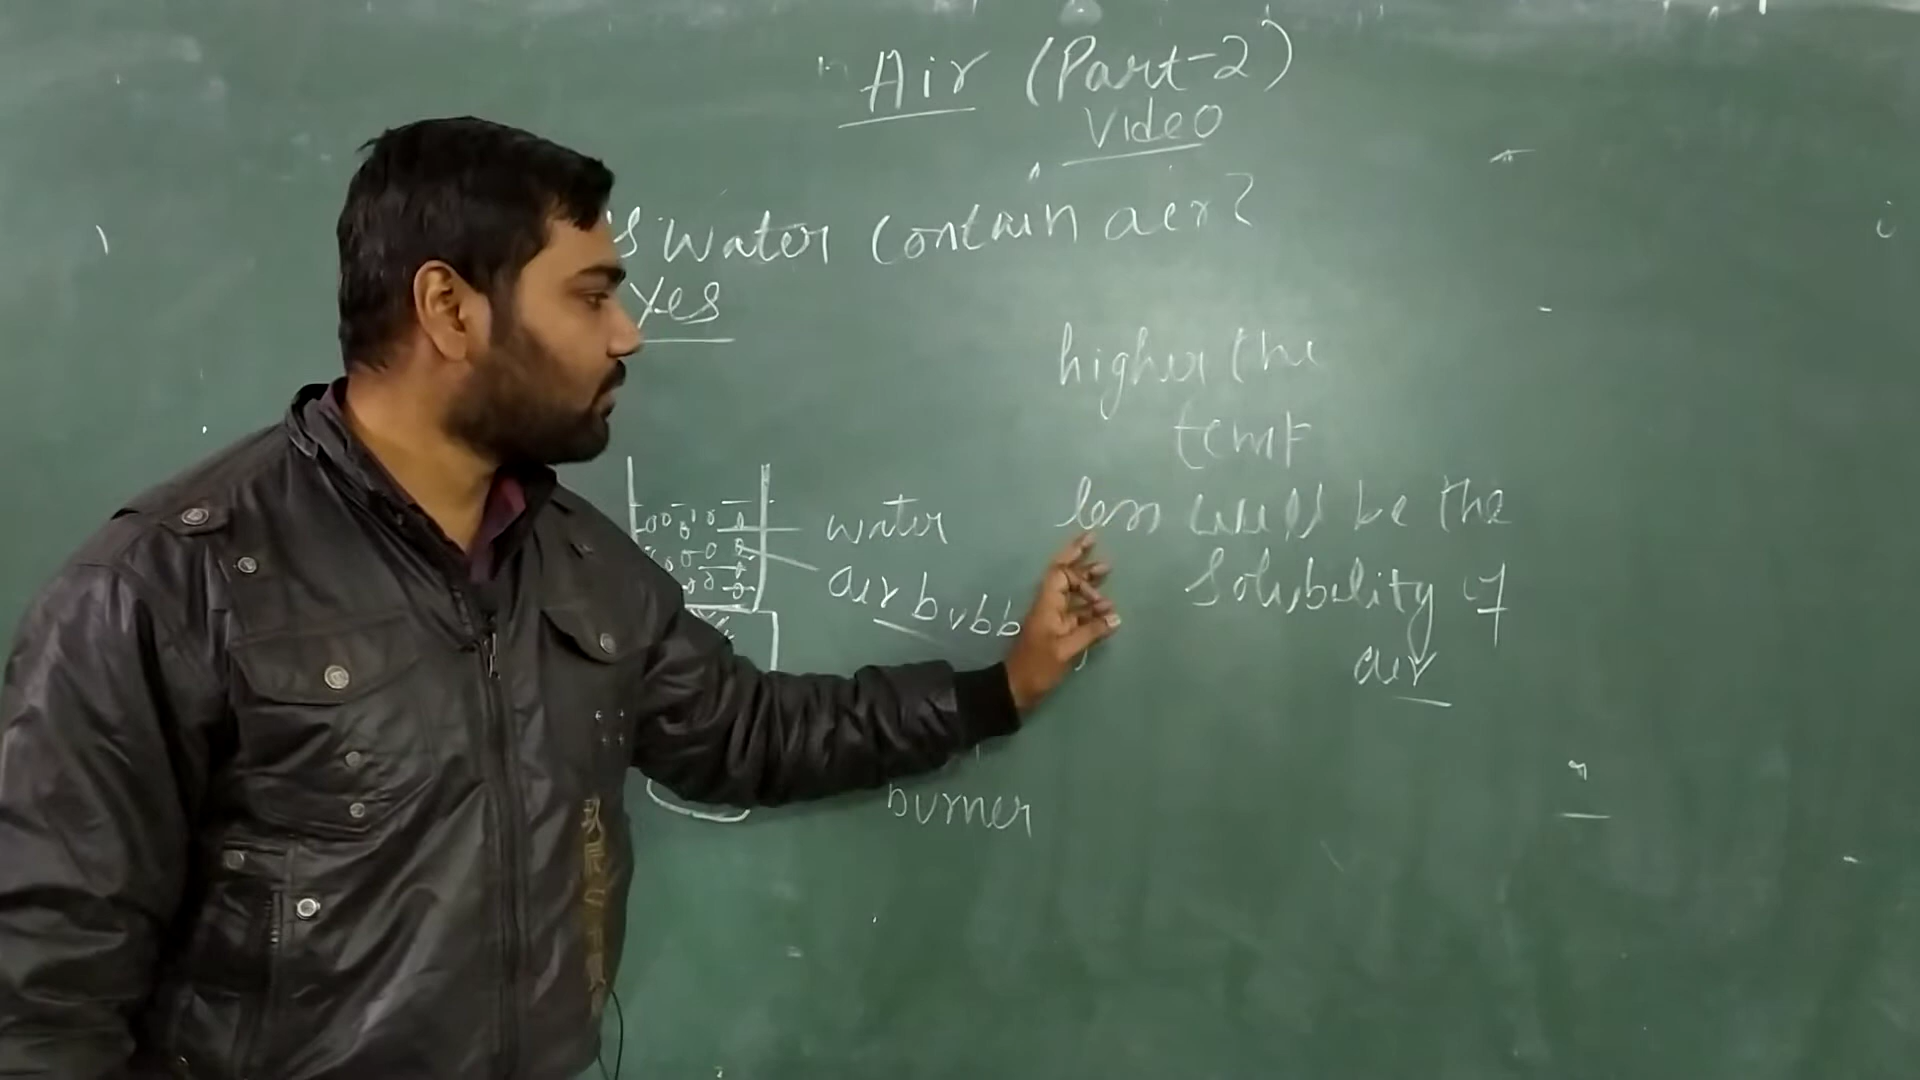 Air (Part-2)
Video
s Water contain air?
Yes
higher the
temp
less will be the
solubility of
air
water
air bubb
burner